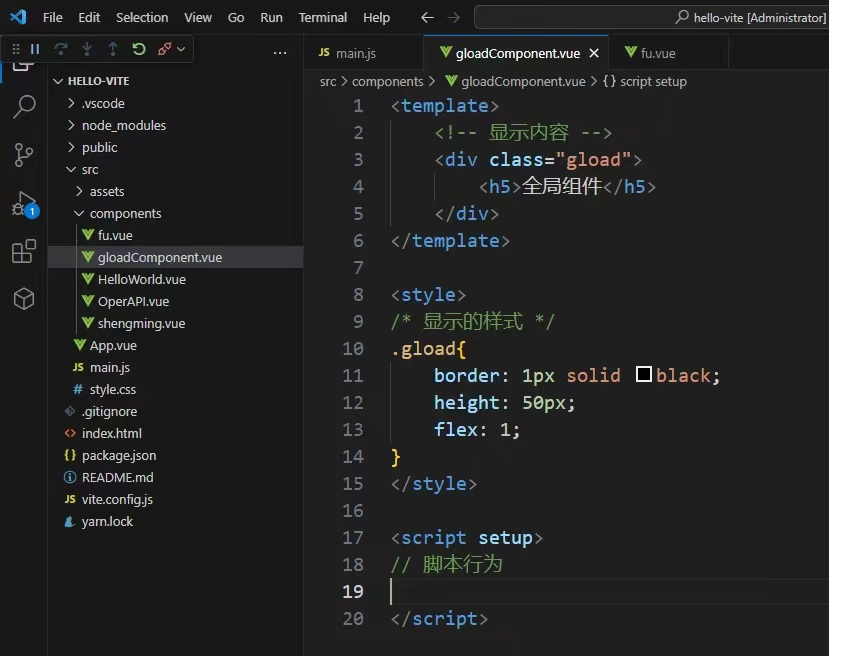 File Edit Selection View Go Run Terminal Help
hello-vite [Administrator]
main.js
gloadComponent.vue
fu.vue
src > components > gloadComponent.vue > {} script setup
HELLO-VITE
.vscode
node_modules
public
src
assets
components
fu.vue
gloadComponent.vue
HelloWorld.vue
OperAPI.vue
shengming.vue
App.vue
JS main.js
# style.css
.gitignore
<> index.html
{} package.json
README.md
JS vite.config.js
yarn.lock
1
1 <template>
2 <!-- 显示内容 -->
3 <div class="gload">
4 <h5>全局组件</h5>
5 </div>
6 </template>
7
8 <style>
9 /* 显示的样式 */
10 .gload{
11 border: 1px solid black;
12 height: 50px;
13 flex: 1;
14 }
15 </style>
16
17 <script setup>
18 // 脚本行为
19
20 </script>